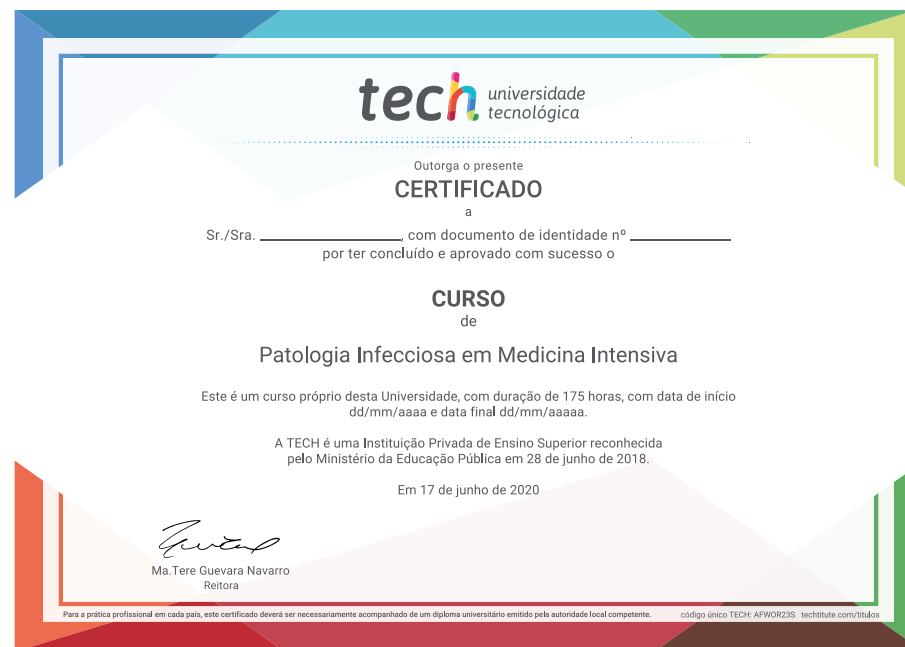 tech universidade
tecnológica
Outorga o presente
CERTIFICADO
a
Sr./Sra. ____________, com documento de identidade nº ____________
por ter concluído e aprovado com sucesso o
CURSO
de
Patologia Infecciosa em Medicina Intensiva
Este é um curso próprio desta Universidade, com duração de 175 horas, com data de início
dd/mm/aaaa e data final dd/mm/aaaaa.
A TECH é uma Instituição Privada de Ensino Superior reconhecida
pelo Ministério da Educação Pública em 28 de junho de 2018.
Em 17 de junho de 2020
Ma.Tere Guevara Navarro
Reitora
Para a prática profissional em cada país, este certificado deverá ser necessariamente acompanhado de um diploma universitário emitido pela autoridade local competente. código único TECH: AFWOR23S techtitute.com/titulos